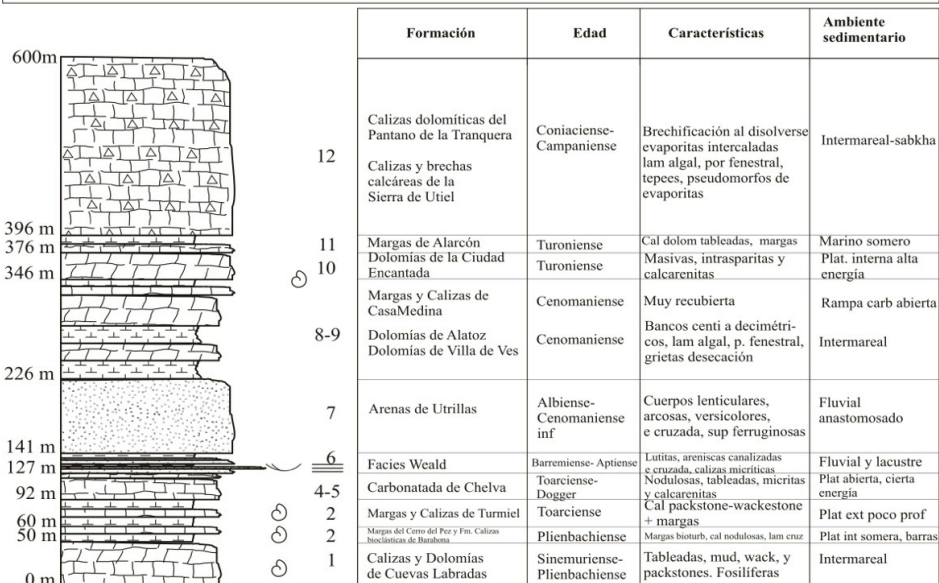 Formación
Edad
Características
Ambiente
sedimentario
600m
12
Calizas dolomíticas del
Pantano de la Tranquera
Calizas y brechas
calcáreas de la
Sierra de Utiel
Coniaciense-
Campaniense
Brechificación al disolverse
evaporitas intercaladas
lam algal, por fenestral,
tepees, pseudomorfos de
evaporitas
Intermareal-sabkha
396 m
376 m
11
Margas de Alarcón
Turoniense
Cal dolom tableadas, margas
Marino somero
346 m
10
Dolomías de la Ciudad
Encantada
Turoniense
Masivas, intrasparitas y
calcarenitas
Plat. interna alta
energía
8-9
Margas y Calizas de
CasaMedina
Cenomaniense
Muy recubierta
Rampa carb abierta
Dolomías de Alatoz
Dolomías de Villa de Ves
Cenomaniense
Bancos centi a decimétri-
cos, lam algal, p. fenestral,
grietas desecación
Intermareal
226 m
7
Arenas de Utrillas
Albiense-
Cenomaniense
inf
Cuerpos lenticulares,
arcosas, versicolores,
e cruzada, sup ferruginosas
Fluvial
anastomosado
141 m
127 m
6
Facies Weald
Barremiense- Aptiense
Lutitas, areniscas canalizadas
e cruzada, calizas micríticas
Fluvial y lacustre
92 m
4-5
Carbonatada de Chelva
Toarciense-
Dogger
Nodulosas, tableadas, micritas
y calcarenitas
Plat abierta, cierta
energía
60 m
2
Margas y Calizas de Turmiel
Toarciense
Cal packstone-wackestone
+ margas
Plat ext poco prof
50 m
2
Margas del Cerro del Pez y Fm. Calizas
bioclásticas de Barahona
Plienbachiense
Margas bioturb, cal nodulosas, lam cruz
Plat int somera, barras
1
Calizas y Dolomías
de Cuevas Labradas
Sinemuriense-
Plienbachiense
Tableadas, mud, wack, y
packstones. Fosilíferas
Intermareal
0 m